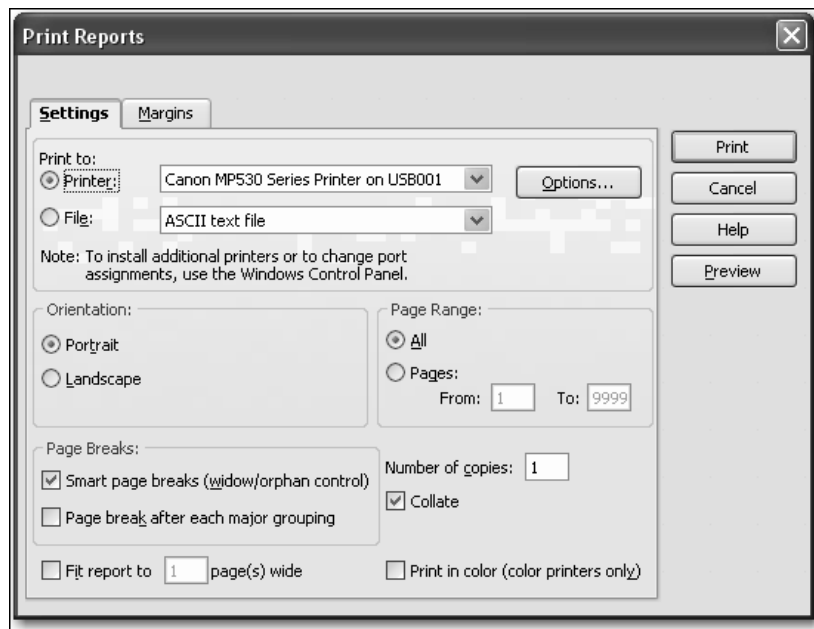 Print Reports
Settings
Margins
Print to:
Printer:
Canon MP530 Series Printer on USB001
Options...
File:
ASCII text file
Note: To install additional printers or to change port
assignments, use the Windows Control Panel.
Print
Cancel
Help
Preview
Orientation:
Portrait
Landscape
Page Range:
All
Pages:
From: 1 To: 9999
Page Breaks:
Smart page breaks (widow/orphan control)
Page break after each major grouping
Number of copies: 1
Collate
Fit report to 1 page(s) wide
Print in color (color printers only)